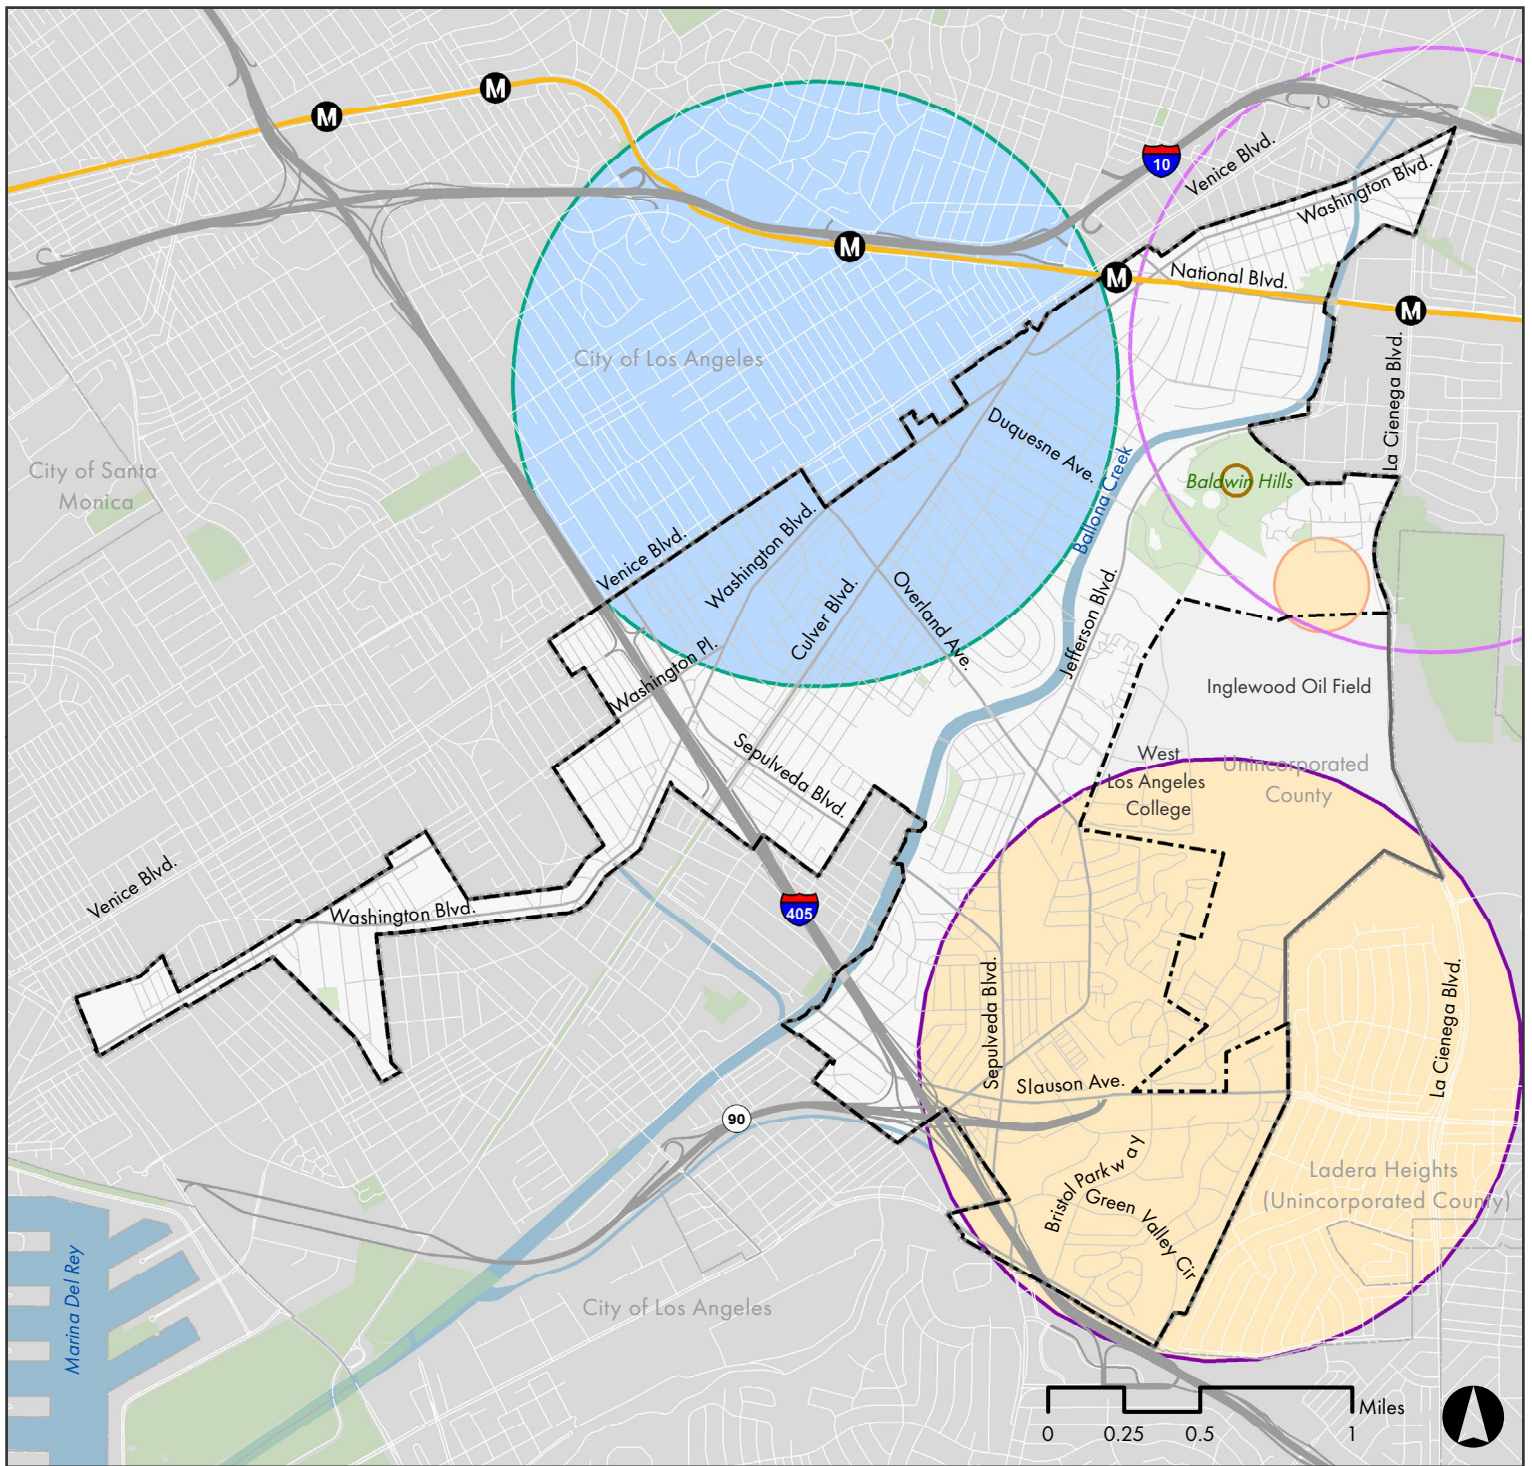 M
M
10
Venice Blvd.
Washington Blvd.
M
M
National Blvd.
M
City of Los Angeles
La Cienega Blvd.
Duquesne Ave.
City of Santa
Monica
Ballona Creek
Baldwin Hills
Venice Blvd.
Washington Blvd.
Culver Blvd.
Overland Ave.
Jefferson Blvd.
Washington Pl.
Inglewood Oil Field
Sepulveda Blvd.
West
Los Angeles
College
Unincorporated
County
Venice Blvd.
Washington Blvd.
405
Sepulveda Blvd.
La Cienega Blvd.
Slauson Ave.
90
Bristol Parkway
Green Valley Cir
Ladera Heights
(Unincorporated County)
Marina Del Rey
City of Los Angeles
Miles
0 0.25 0.5 1